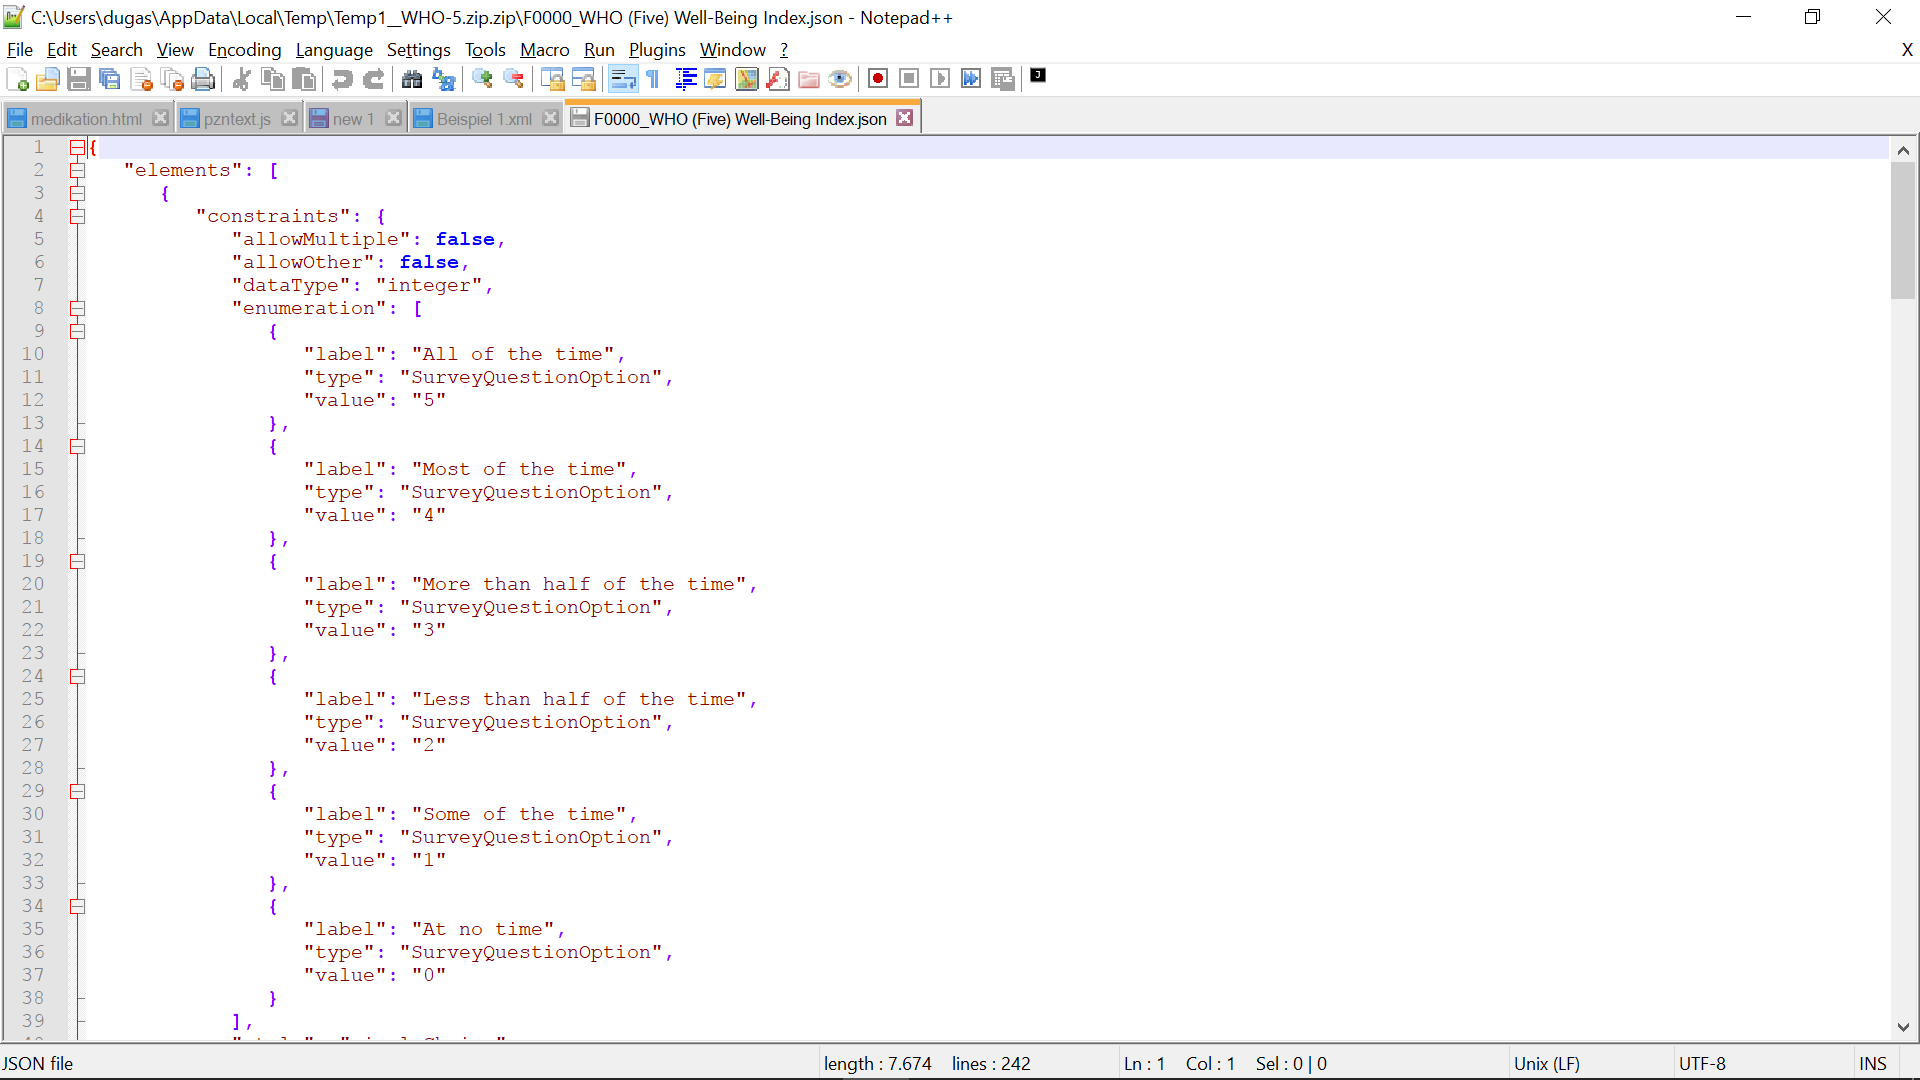 C:\Users\dugas\AppData\Local\Temp\Temp1__WHO-5.zip.zip\F0000_WHO (Five) Well-Being Index.json - Notepad++
File Edit Search View Encoding Language Settings Tools Macro Run Plugins Window ? X
medikation.html pzntext.js new 1 Beispiel 1.xml F0000_WHO (Five) Well-Being Index.json
1 {
2 "elements": [
3 {
4 "constraints": {
5 "allowMultiple": false,
6 "allowOther": false,
7 "dataType": "integer",
8 "enumeration": [
9 {
10 "label": "All of the time",
11 "type": "SurveyQuestionOption",
12 "value": "5"
13 },
14 {
15 "label": "Most of the time",
16 "type": "SurveyQuestionOption",
17 "value": "4"
18 },
19 {
20 "label": "More than half of the time",
21 "type": "SurveyQuestionOption",
22 "value": "3"
23 },
24 {
25 "label": "Less than half of the time",
26 "type": "SurveyQuestionOption",
27 "value": "2"
28 },
29 {
30 "label": "Some of the time",
31 "type": "SurveyQuestionOption",
32 "value": "1"
33 },
34 {
35 "label": "At no time",
36 "type": "SurveyQuestionOption",
37 "value": "0"
38 }
39 ],
JSON file length : 7.674 lines : 242 Ln : 1 Col : 1 Sel : 0 | 0 Unix (LF) UTF-8 INS